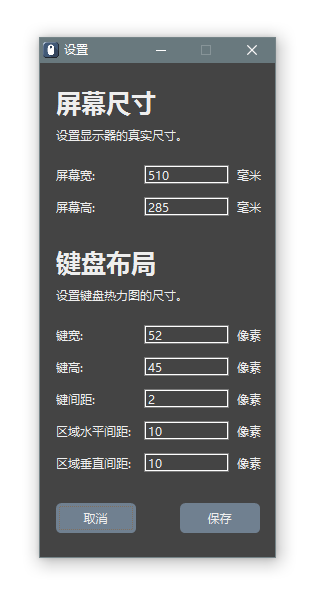 设置
屏幕尺寸
设置显示器的真实尺寸。
屏幕宽: 510 毫米
屏幕高: 285 毫米
键盘布局
设置键盘热力图的尺寸。
键宽: 52 像素
键高: 45 像素
键间距: 2 像素
区域水平间距: 10 像素
区域垂直间距: 10 像素
取消 保存